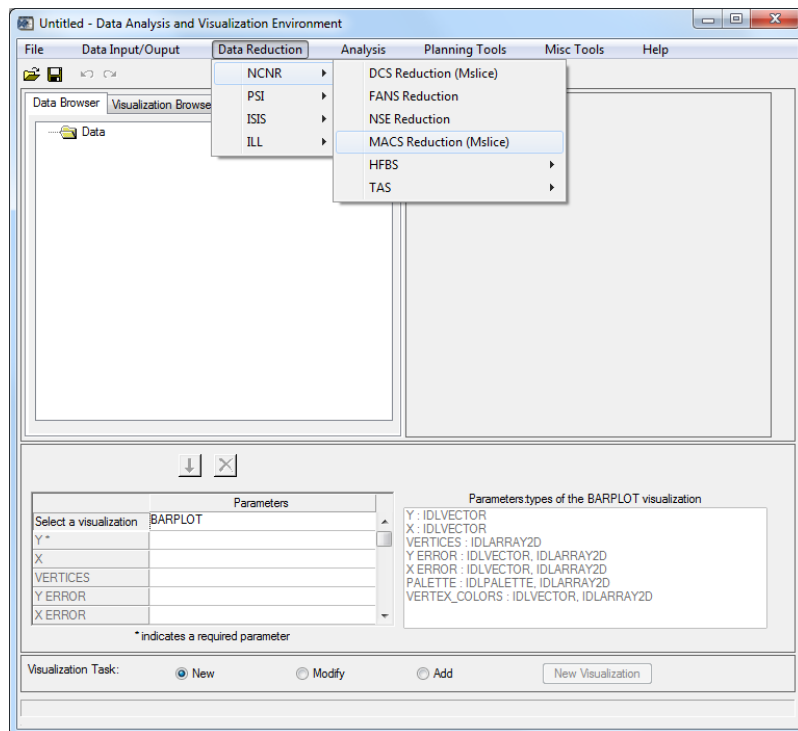 Untitled - Data Analysis and Visualization Environment
File Data Input/Ouput Data Reduction Analysis Planning Tools Misc Tools Help
NCNR
PSI
ISIS
ILL
DCS Reduction (Mslice)
FANS Reduction
NSE Reduction
MACS Reduction (Mslice)
HFBS
TAS
Data Browser Visualization Browse
Data
Parameters
Select a visualization BARPLOT
Y *
X
VERTICES
Y ERROR
X ERROR
* indicates a required parameter
Parameters:types of the BARPLOT visualization
Y : IDLVECTOR
X : IDLVECTOR
VERTICES : IDLARRAY2D
Y ERROR : IDLVECTOR, IDLARRAY2D
X ERROR : IDLVECTOR, IDLARRAY2D
PALETTE : IDLPALETTE, IDLARRAY2D
VERTEX_COLORS : IDLVECTOR, IDLARRAY2D
Visualization Task: New Modify Add New Visualization